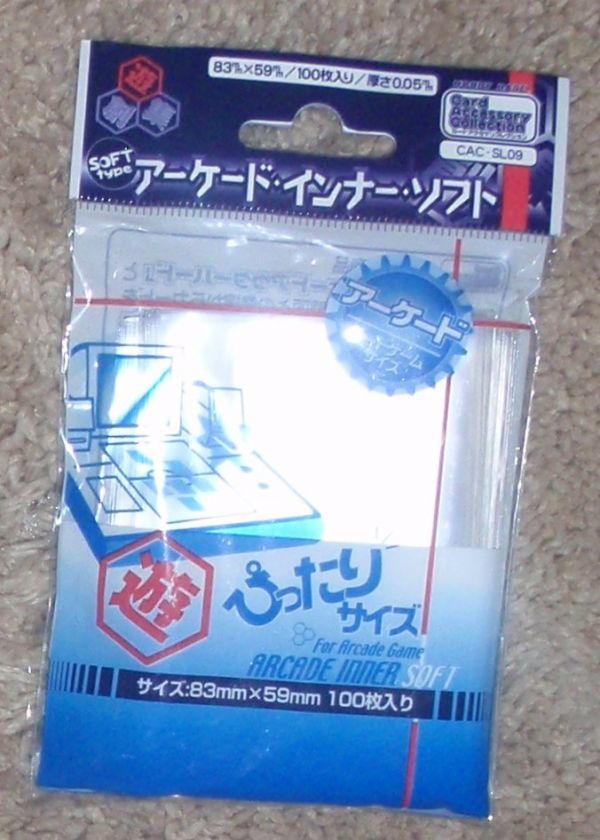 83mm×59mm/100枚入り/厚さ0.05mm
遊
Card
Accessory
Collection
CAC-SL09
SOFT
type
アーケード・インナー・ソフト
アーケード
サイズ
遊
ぴったり
サイズ
For Arcade Game
ARCADE INNER SOFT
サイズ:83mm×59mm 100枚入り